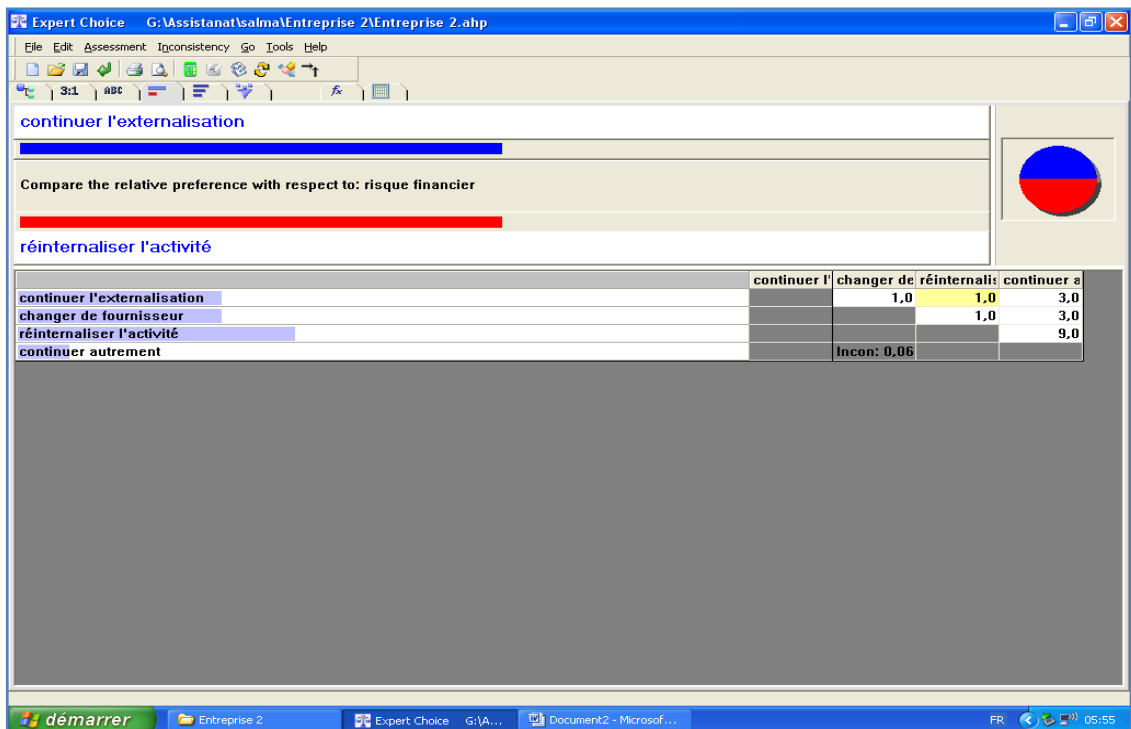 Expert Choice G:\Assistanat\salma\Entreprise 2\Entreprise 2.ahp
File Edit Assessment Inconsistency Go Tools Help
3:1 ABC fx
continuer l'externalisation
Compare the relative preference with respect to: risque financier
réinternaliser l'activité
continuer l' changer de réinternalis continuer a
continuer l'externalisation 1,0 1,0 3,0
changer de fournisseur 1,0 3,0
réinternaliser l'activité 9,0
continuer autrement Incon: 0,06
démarrer Entreprise 2 Expert Choice G:\A... Document2 - Microsof... FR 05:55